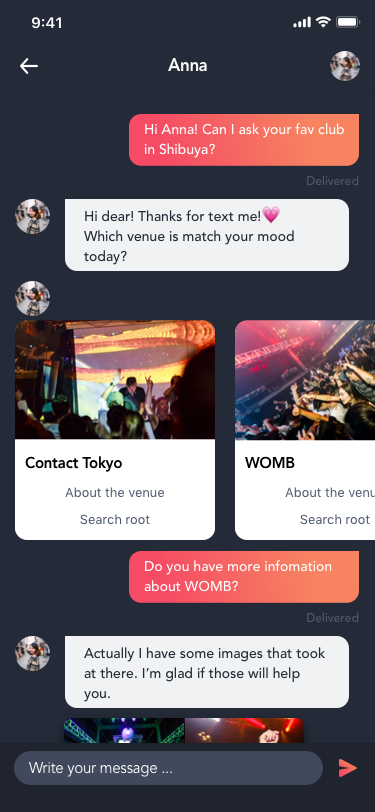 9:41
Anna
Hi Anna! Can I ask your fav club
in Shibuya?
Delivered
Hi dear! Thanks for text me!💗
Which venue is match your mood
today?
Contact Tokyo
About the venue
Search root
WOMB
About the venu
Search root
Do you have more infomation
about WOMB?
Delivered
Actually I have some images that took
at there. I'm glad if those will help
you.
Write your message ...